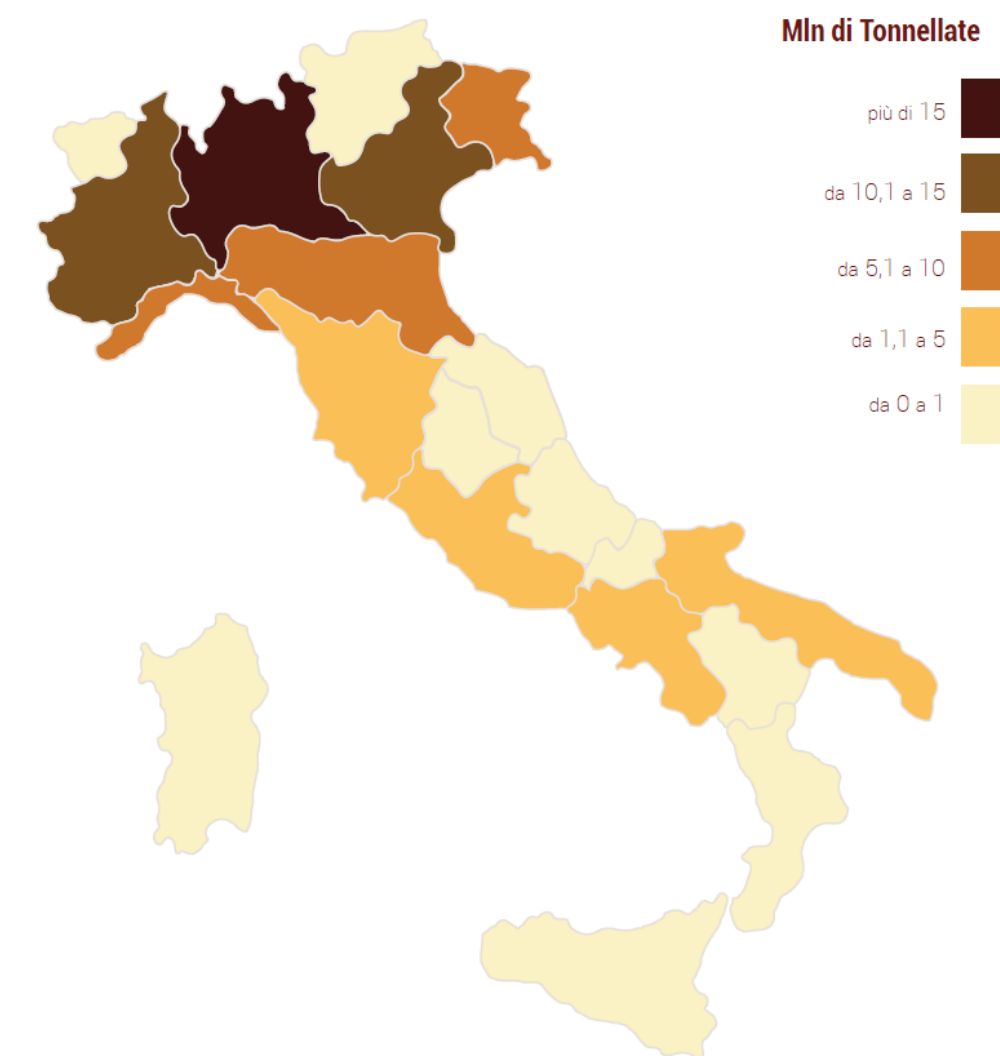 Mln di Tonnellate
più di 15
da 10,1 a 15
da 5,1 a 10
da 1,1 a 5
da 0 a 1